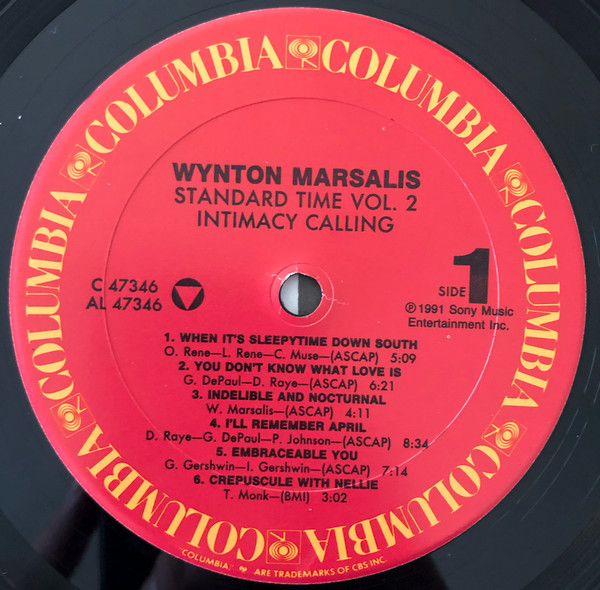 COLUMBIA COLUMBIA COLUMBIA COLUMBIA COLUMBIA COLUMBIA COLUMBIA COLUMBIA
WYNTON MARSALIS
STANDARD TIME VOL. 2
INTIMACY CALLING
C 47346
AL 47346
SIDE 1
℗ 1991 Sony Music
Entertainment Inc.
1. WHEN IT'S SLEEPYTIME DOWN SOUTH
O. Rene—L. Rene—C. Muse—(ASCAP) 5:09
2. YOU DON'T KNOW WHAT LOVE IS
G. DePaul—D. Raye—(ASCAP) 6:21
3. INDELIBLE AND NOCTURNAL
W. Marsalis—(ASCAP) 4:11
4. I'LL REMEMBER APRIL
D. Raye—G. DePaul—P. Johnson—(ASCAP) 8:34
5. EMBRACEABLE YOU
G. Gershwin—I. Gershwin—(ASCAP) 7:14
6. CREPUSCULE WITH NELLIE
T. Monk—(BMI) 3:02
"COLUMBIA," ARE TRADEMARKS OF CBS INC.